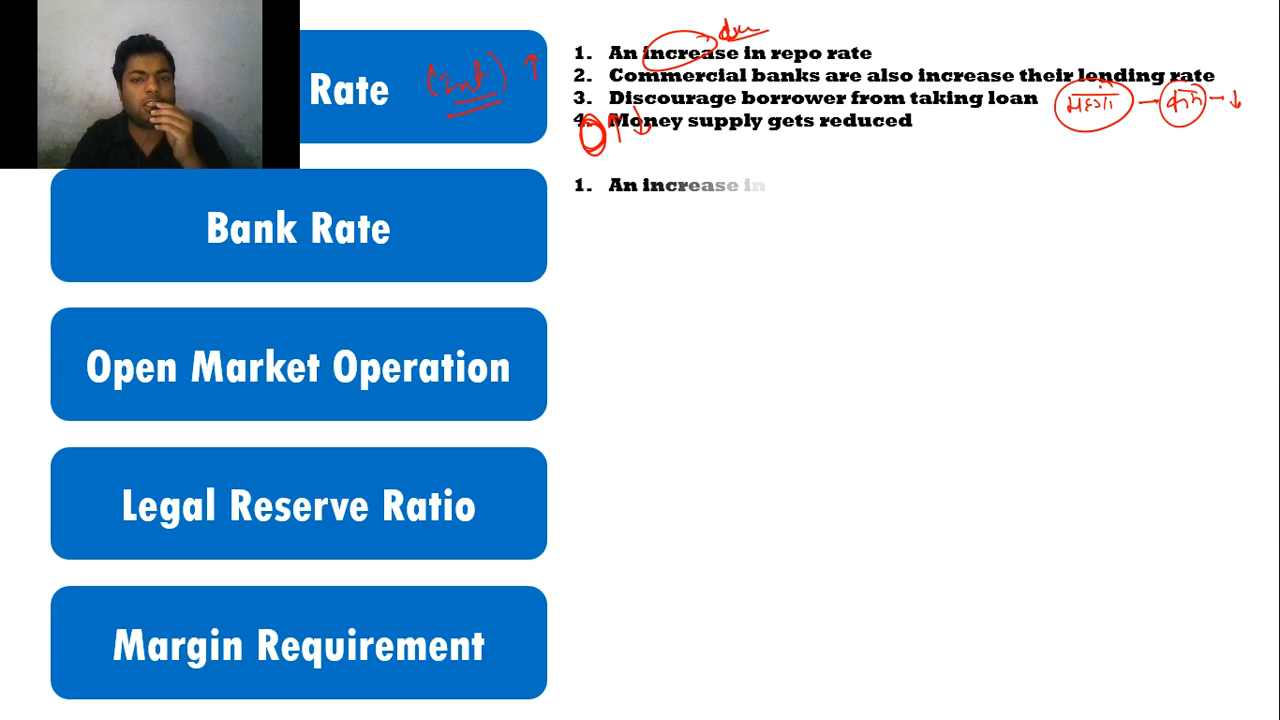 Rate
1. An increase in repo rate
2. Commercial banks are also increase their lending rate
3. Discourage borrower from taking loan
4. Money supply gets reduced
Bank Rate
1. An increase in
Open Market Operation
Legal Reserve Ratio
Margin Requirement